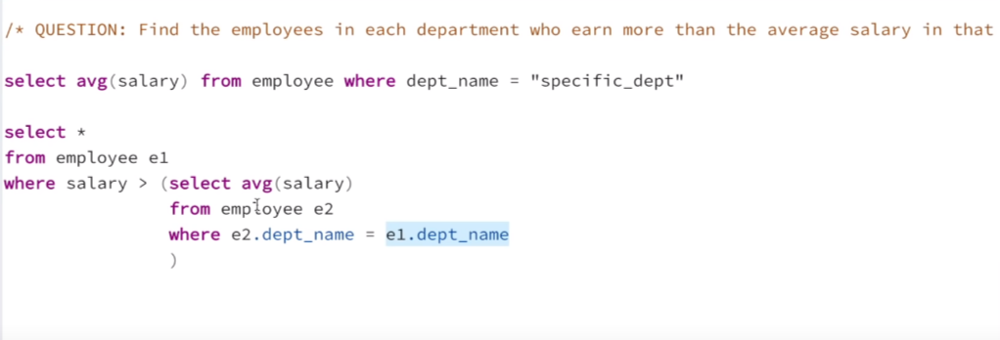 /* QUESTION: Find the employees in each department who earn more than the average salary in that
select avg(salary) from employee where dept_name = "specific_dept"
select *
from employee e1
where salary > (select avg(salary)
from employee e2
where e2.dept_name = e1.dept_name
)